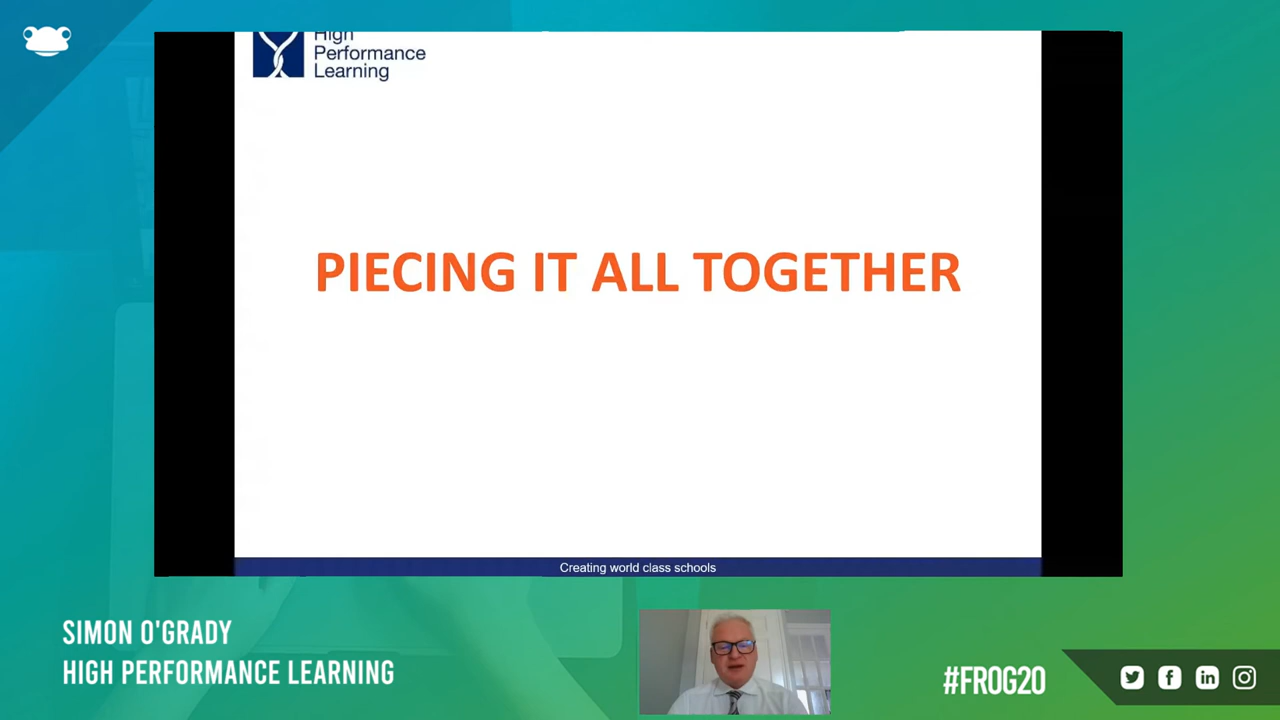 High
Performance
Learning
PIECING IT ALL TOGETHER
Creating world class schools
SIMON O'GRADY
HIGH PERFORMANCE LEARNING
#FROG20